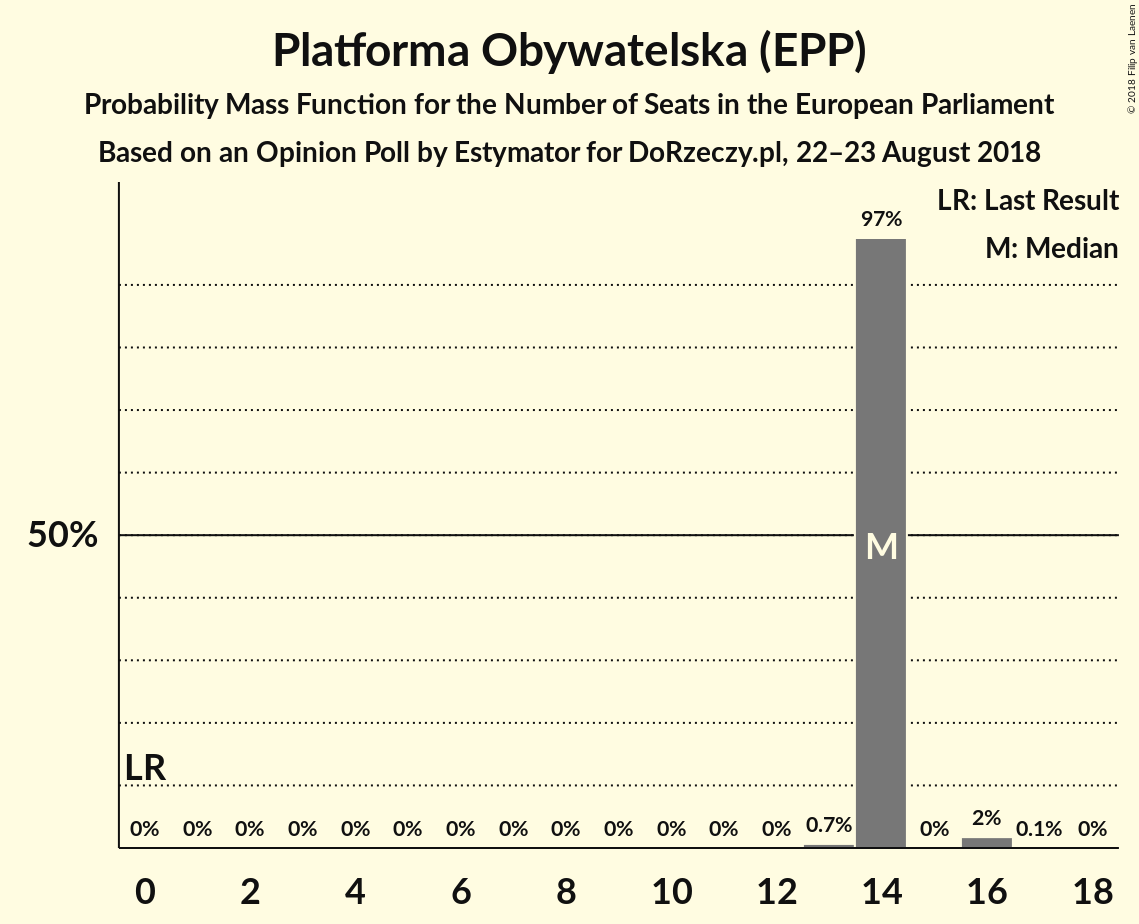 Platforma Obywatelska (EPP)
Probability Mass Function for the Number of Seats in the European Parliament
Based on an Opinion Poll by Estymator for DoRzeczy.pl, 22–23 August 2018
© 2018 Filip van Laenen
LR: Last Result
M: Median
97%
50%
M
LR
0% 0% 0% 0% 0% 0% 0% 0% 0% 0% 0% 0% 0% 0.7% 0% 2% 0.1% 0%
0 2 4 6 8 10 12 14 16 18